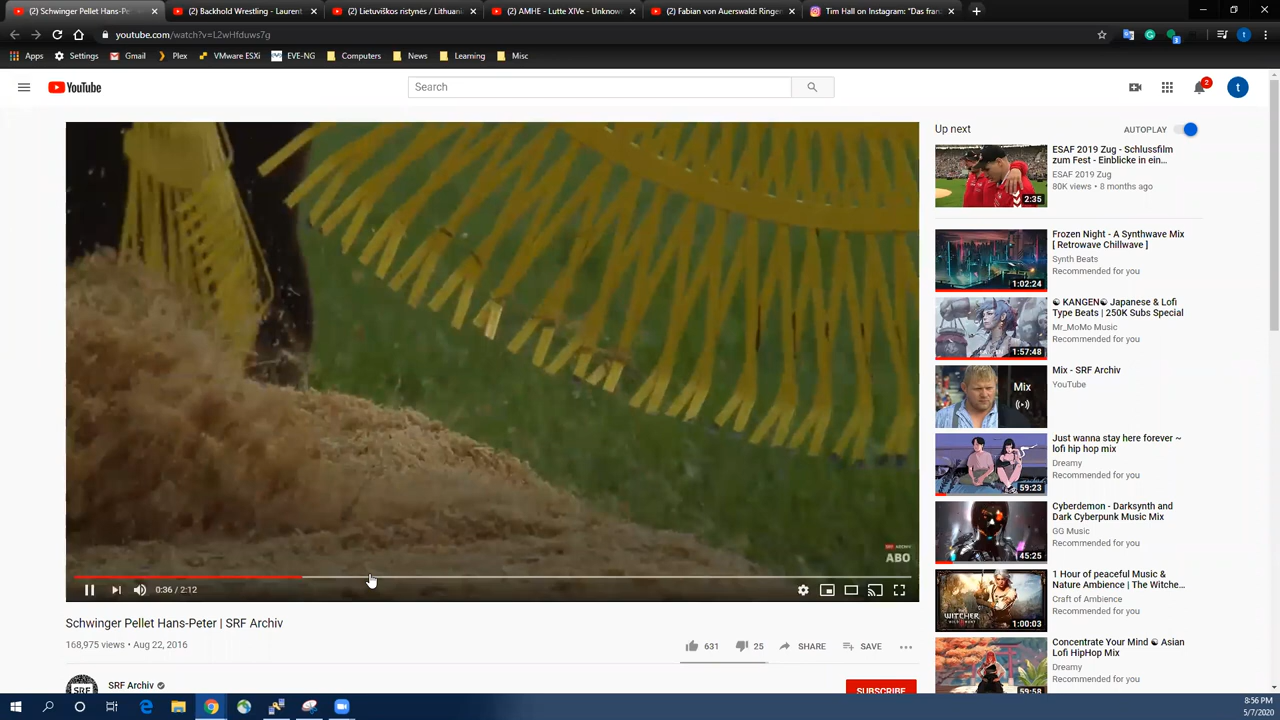 (2) Schwinger Pellet Hans-Pe
(2) Backhold Wrestling - Laurent
(2) Lietuviškos ristynės / Lithuani
(2) AMHE - Lutte XIVe - Unknow
(2) Fabian von Auerswald: Ringer
Tim Hall on Instagram: "Das fran
youtube.com/watch?v=L2wHfduws7g
Apps
Settings
Gmail
Plex
VMware ESXi
EVE-NG
Computers
News
Learning
Misc
YouTube
Search
2
t
Up next
AUTOPLAY
ESAF 2019 Zug - Schlussfilm
zum Fest - Einblicke in ein...
ESAF 2019 Zug
80K views • 8 months ago
2:35
Frozen Night - A Synthwave Mix
[ Retrowave Chillwave ]
Synth Beats
Recommended for you
1:02:24
☯ KANGEN☯ Japanese & Lofi
Type Beats | 250K Subs Special
Mr_MoMo Music
Recommended for you
1:57:48
Mix - SRF Archiv
YouTube
Mix
Just wanna stay here forever ~
lofi hip hop mix
Dreamy
Recommended for you
59:23
Cyberdemon - Darksynth and
Dark Cyberpunk Music Mix
GG Music
Recommended for you
45:25
1 Hour of peaceful Music &
Nature Ambience | The Witche...
Craft of Ambience
Recommended for you
1:00:03
THE WITCHER
Concentrate Your Mind ☯ Asian
Lofi HipHop Mix
Dreamy
Recommended for you
59:58
ABO
0:36 / 2:12
Schwinger Pellet Hans-Peter | SRF Archiv
168,975 views • Aug 22, 2016
631
25
SHARE
SAVE
SRF
SRF Archiv
SUBSCRIBE
8:56 PM
5/7/2020